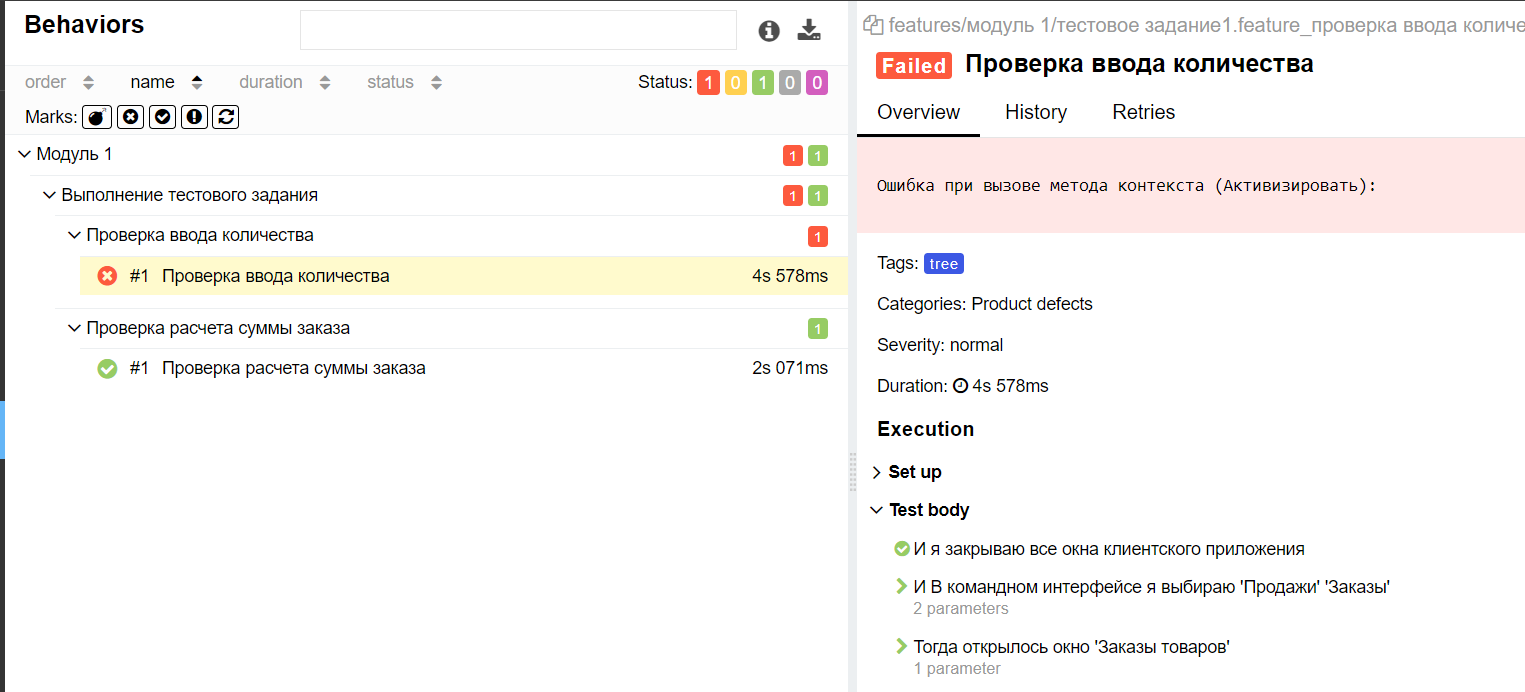 Behaviors
order name duration status Status: 1 0 1 0 0
Marks:
Модуль 1 1 1
Выполнение тестового задания 1 1
Проверка ввода количества 1
#1 Проверка ввода количества 4s 578ms
Проверка расчета суммы заказа 1
#1 Проверка расчета суммы заказа 2s 071ms
features/модуль 1/тестовое задание1.feature_проверка ввода количе
Failed Проверка ввода количества
Overview History Retries
Ошибка при вызове метода контекста (Активизировать):
Tags: tree
Categories: Product defects
Severity: normal
Duration: 4s 578ms
Execution
Set up
Test body
И я закрываю все окна клиентского приложения
И В командном интерфейсе я выбираю 'Продажи' 'Заказы'
2 parameters
Тогда открылось окно 'Заказы товаров'
1 parameter